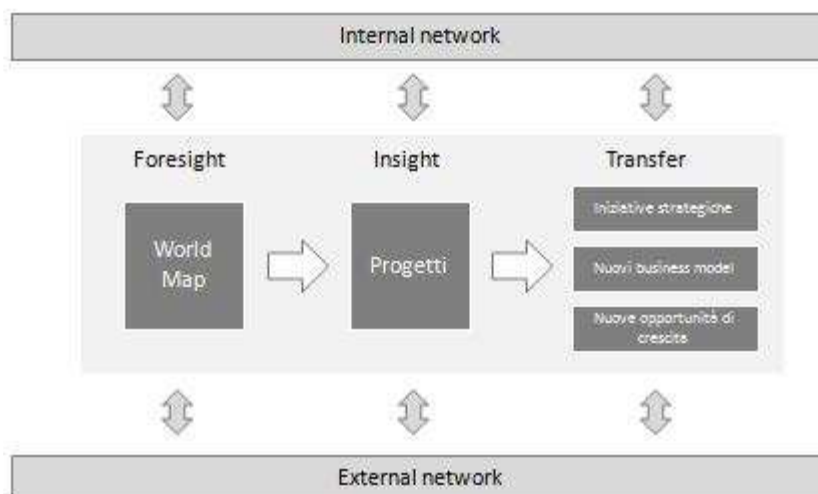 Internal network
Foresight
Insight
Transfer
World
Map
Progetti
Iniziative strategiche
Nuovi business model
Nuove opportunità di
crescita
External network